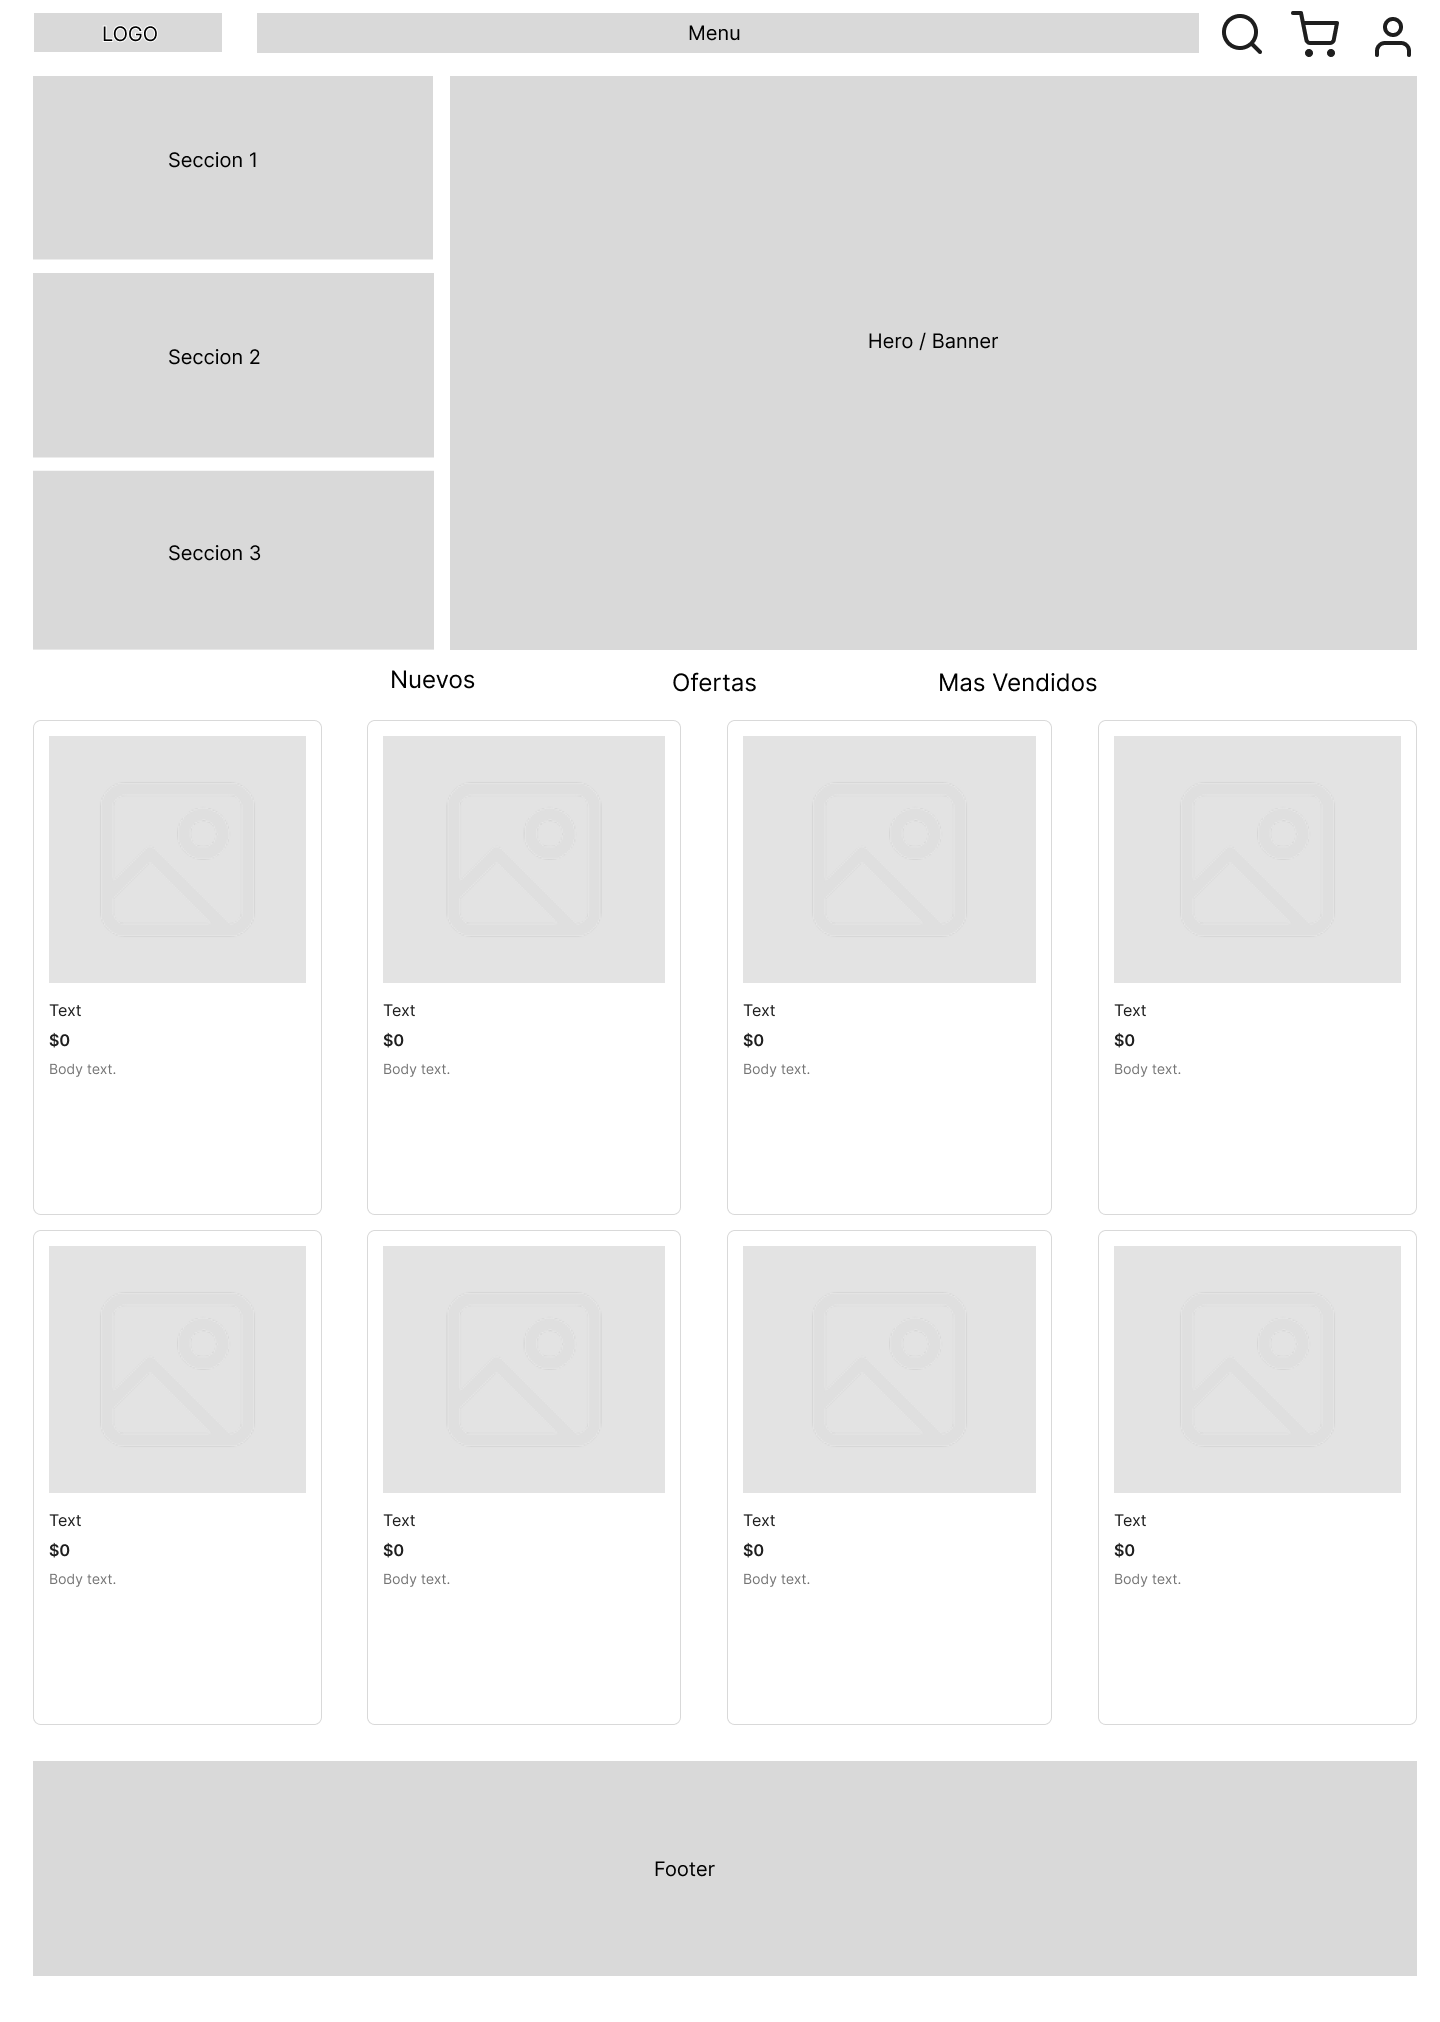 LOGO
Menu
Seccion 1
Seccion 2
Seccion 3
Hero / Banner
Nuevos
Ofertas
Mas Vendidos
Text
$0
Body text.
Text
$0
Body text.
Text
$0
Body text.
Text
$0
Body text.
Text
$0
Body text.
Text
$0
Body text.
Text
$0
Body text.
Text
$0
Body text.
Footer